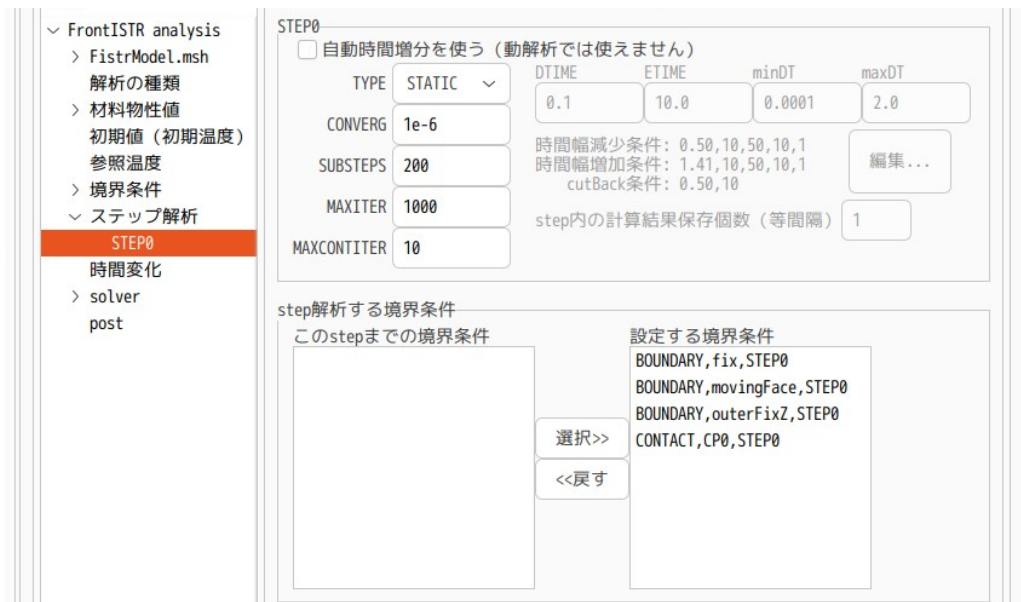 FrontISTR analysis
FistrModel.msh
解析の種類
材料物性値
初期値（初期温度）
参照温度
境界条件
ステップ解析
STEP0
時間変化
solver
post
STEP0
自動時間増分を使う（動解析では使えません）
TYPE STATIC
CONVERG 1e-6
SUBSTEPS 200
MAXITER 1000
MAXCONTITER 10
DTIME ETIME minDT maxDT
0.1 10.0 0.0001 2.0
時間幅減少条件: 0.50,10,50,10,1
時間幅増加条件: 1.41,10,50,10,1
cutBack条件: 0.50,10
編集...
step内の計算結果保存個数（等間隔） 1
step解析する境界条件
このstepまでの境界条件
選択>>
<<戻す
設定する境界条件
BOUNDARY,fix,STEP0
BOUNDARY,movingFace,STEP0
BOUNDARY,outerFixZ,STEP0
CONTACT,CP0,STEP0